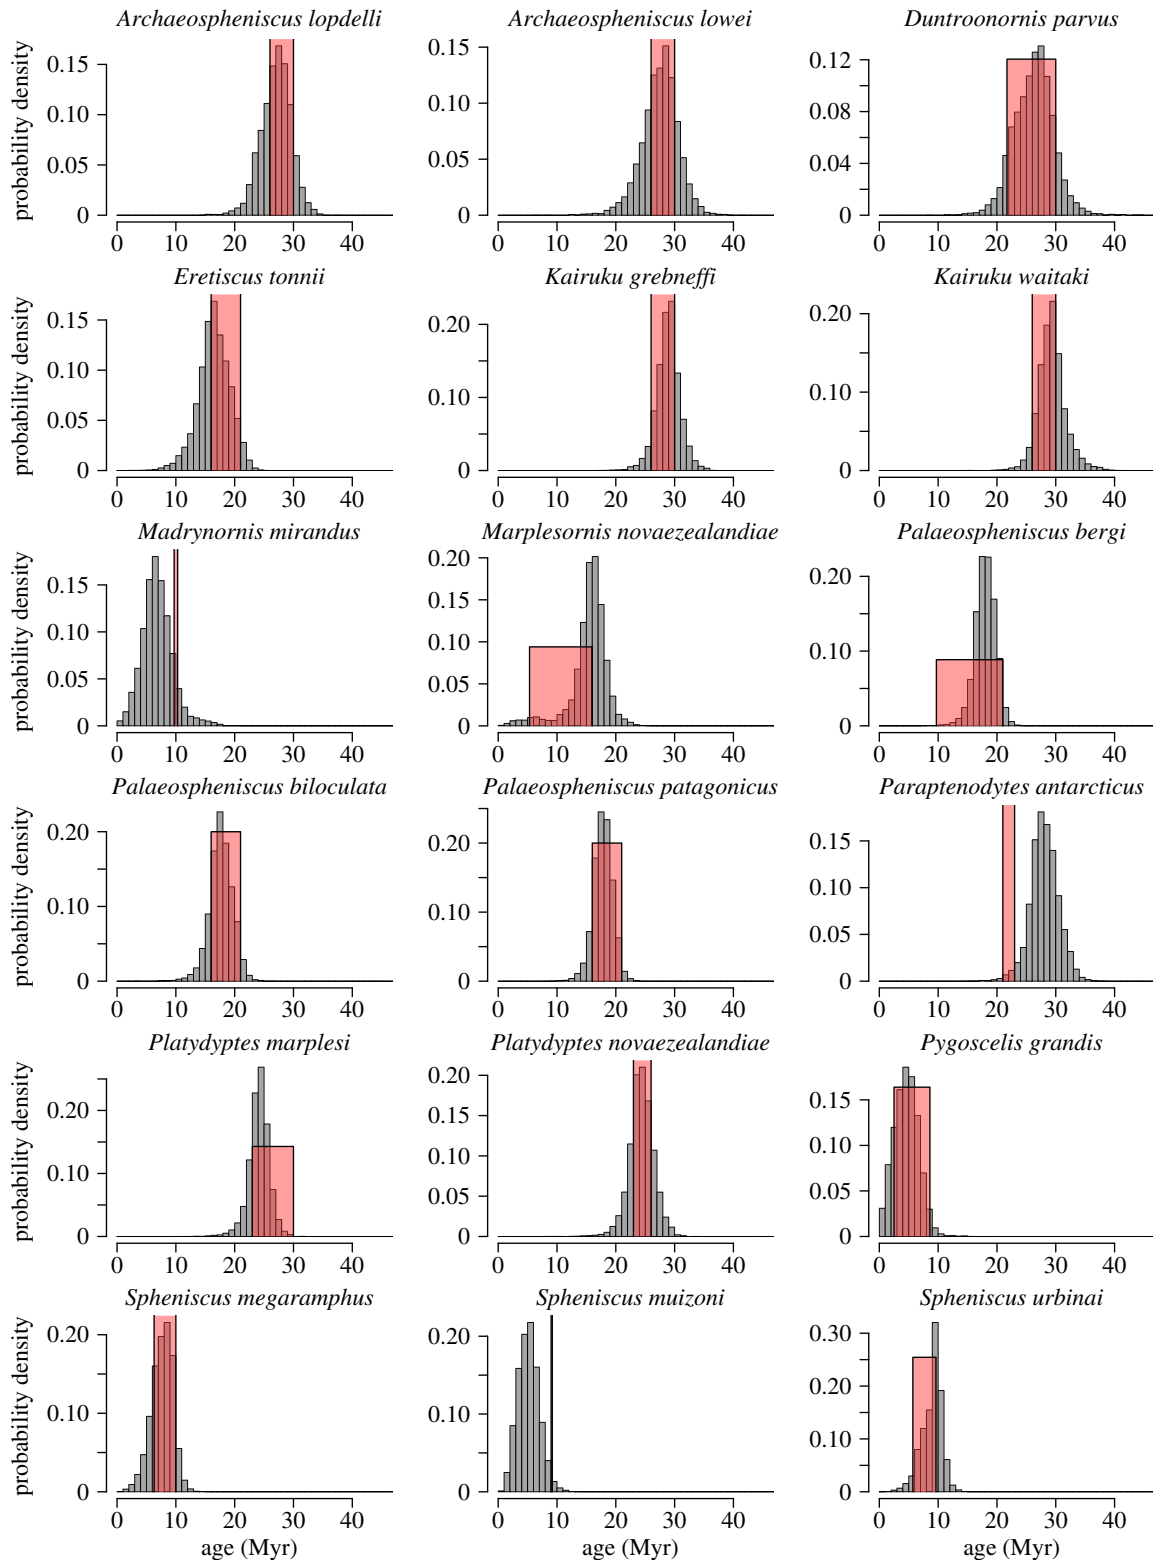 Archaeospheniscus lopdelli Archaeospheniscus lowei Duntroonornis parvus
probability density
0.15
0.10
0.05
0
0 10 20 30 40
0.15
0.10
0.05
0
0 10 20 30 40
0.12
0.08
0.04
0
0 10 20 30 40
Eretiscus tonnii Kairuku grebneffi Kairuku waitaki
probability density
0.15
0.10
0.05
0
0 10 20 30 40
0.20
0.10
0
0 10 20 30 40
0.20
0.10
0
0 10 20 30 40
Madrynornis mirandus Marplesornis novaezealandiae Palaeospheniscus bergi
probability density
0.15
0.10
0.05
0
0 10 20 30 40
0.20
0.15
0.10
0.05
0
0 10 20 30 40
0.20
0.10
0
0 10 20 30 40
Palaeospheniscus biloculata Palaeospheniscus patagonicus Paraptenodytes antarcticus
probability density
0.20
0.10
0
0 10 20 30 40
0.20
0.10
0
0 10 20 30 40
0.15
0.10
0.05
0
0 10 20 30 40
Platydyptes marplesi Platydyptes novaezealandiae Pygoscelis grandis
probability density
0.20
0.10
0
0 10 20 30 40
0.20
0.15
0.10
0.05
0
0 10 20 30 40
0.15
0.10
0.05
0
0 10 20 30 40
Spheniscus megaramphus Spheniscus muizoni Spheniscus urbinai
probability density
0.20
0.10
0
0 10 20 30 40
age (Myr)
0.20
0.15
0.10
0.05
0
0 10 20 30 40
age (Myr)
0.30
0.20
0.10
0
0 10 20 30 40
age (Myr)